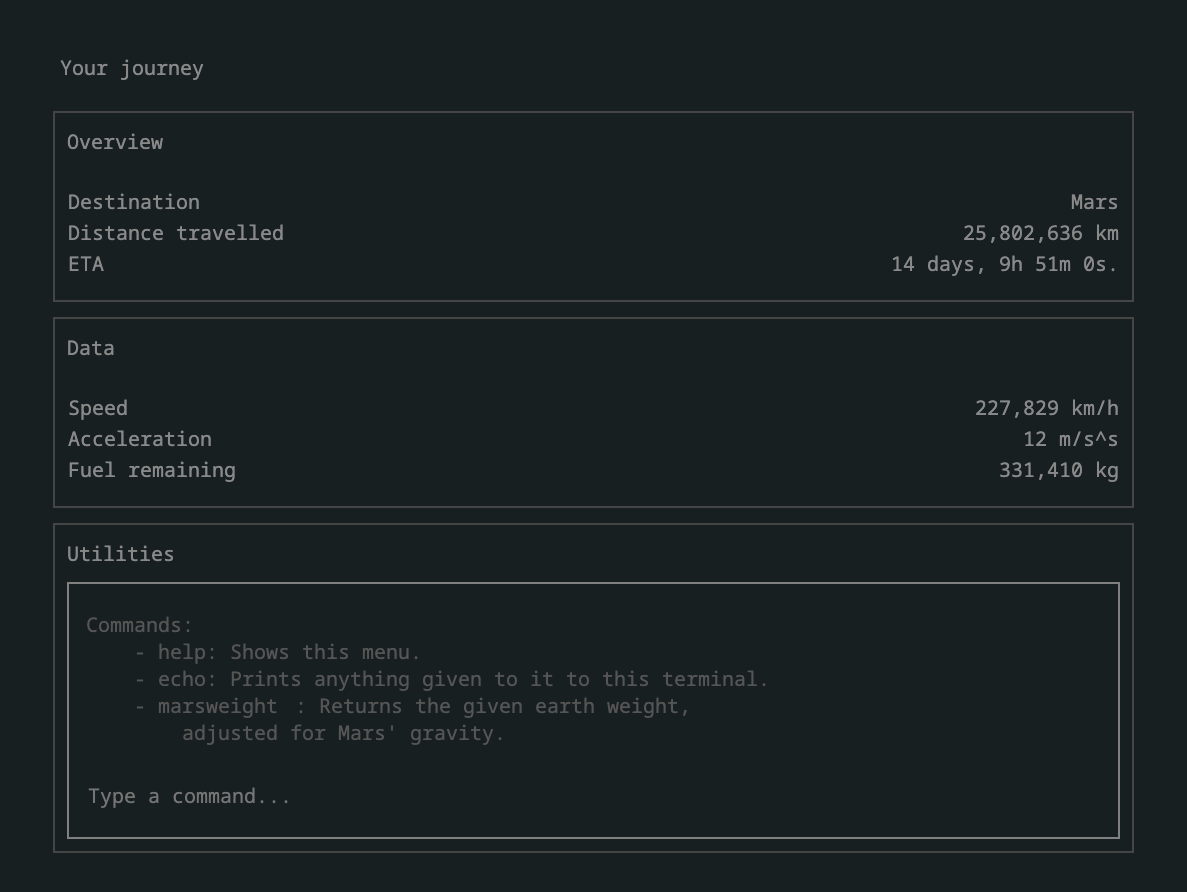 Your journey
Overview
Destination Mars
Distance travelled 25,802,636 km
ETA 14 days, 9h 51m 0s.
Data
Speed 227,829 km/h
Acceleration 12 m/s^s
Fuel remaining 331,410 kg
Utilities
Commands:
- help: Shows this menu.
- echo: Prints anything given to it to this terminal.
- marsweight : Returns the given earth weight,
adjusted for Mars' gravity.
Type a command...